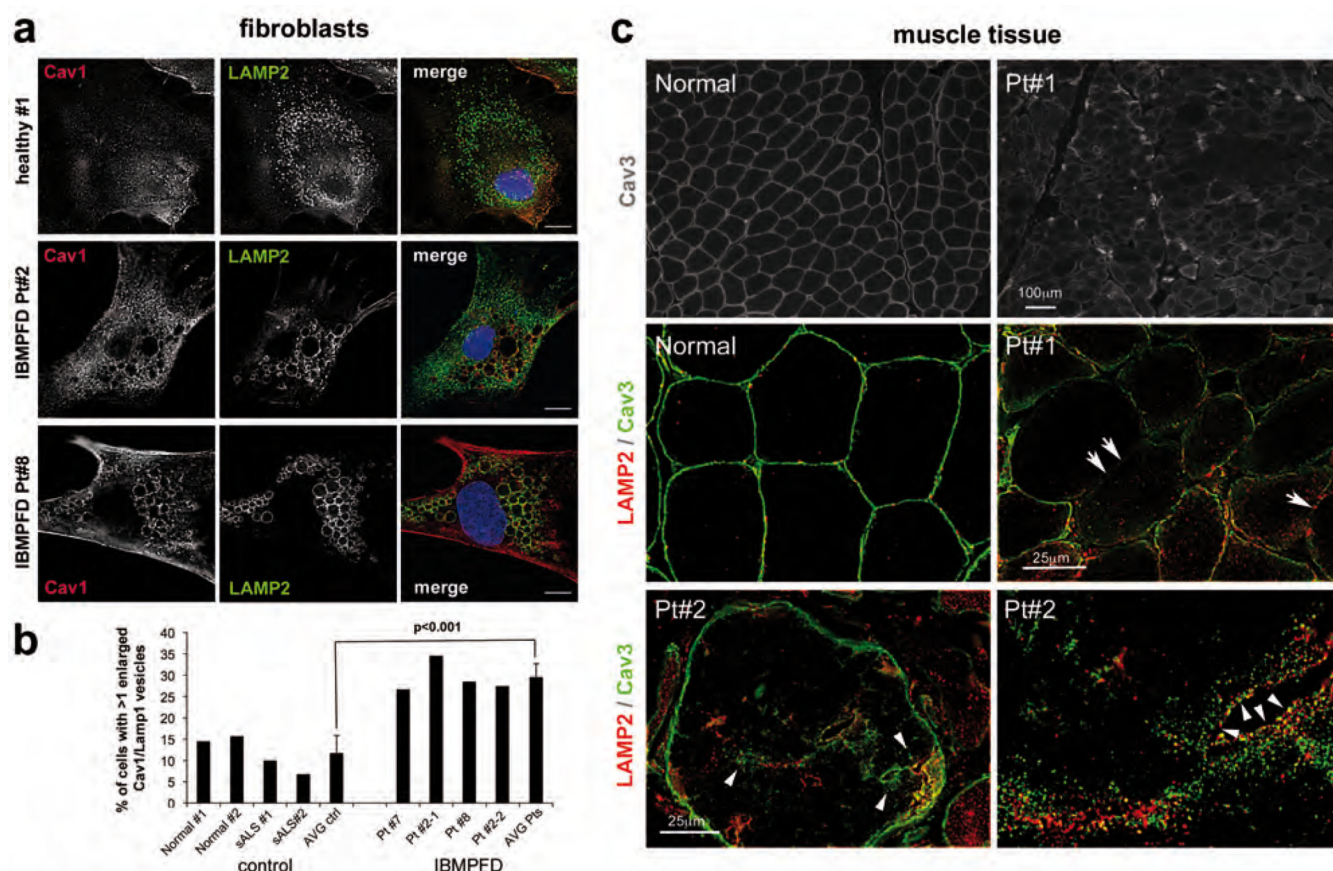 a
fibroblasts
healthy #1
Cav1
LAMP2
merge
IBMPFD Pt#2
Cav1
LAMP2
merge
IBMPFD Pt#8
Cav1
LAMP2
merge
b
% of cells with >1 enlarged
Cav1/Lamp1 vesicles
40
35
30
25
20
15
10
5
0
p<0.001
Normal #1
Normal #2
sALS #1
sALS#2
AVG ctrl
Pt #7
Pt #2-1
Pt #8
Pt #2-2
AVG Pts
control
IBMPFD
c
muscle tissue
Cav3
Normal
Pt#1
100μm
LAMP2 / Cav3
Normal
Pt#1
25μm
LAMP2 / Cav3
Pt#2
25μm
Pt#2